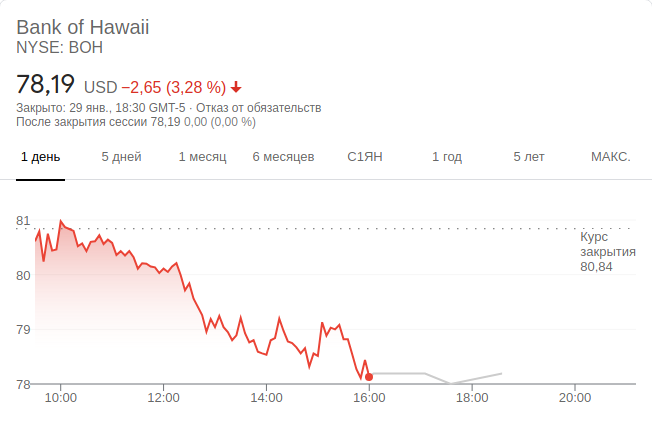 Bank of Hawaii
NYSE: BOH
78,19 USD −2,65 (3,28 %)
Закрыто: 29 янв., 18:30 GMT-5 · Отказ от обязательств
После закрытия сессии 78,19 0,00 (0,00 %)
1 день 5 дней 1 месяц 6 месяцев С1ЯН 1 год 5 лет МАКС.
81
Курс
закрытия
80,84
80
79
78
10:00 12:00 14:00 16:00 18:00 20:00